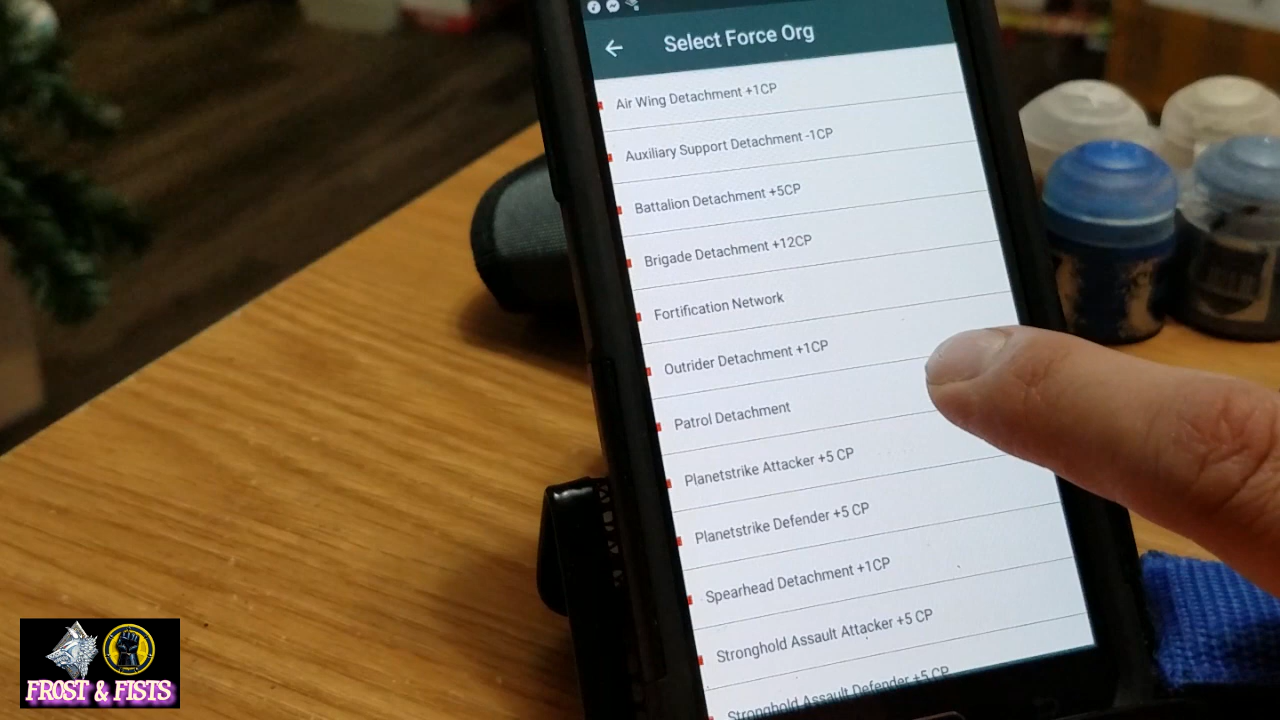 Select Force Org
Air Wing Detachment +1CP
Auxiliary Support Detachment -1CP
Battalion Detachment +5CP
Brigade Detachment +12CP
Fortification Network
Outrider Detachment +1CP
Patrol Detachment
Planetstrike Attacker +5 CP
Planetstrike Defender +5 CP
Spearhead Detachment +1CP
Stronghold Assault Attacker +5 CP
Stronghold Assault Defender +5 CP
FROST & FISTS